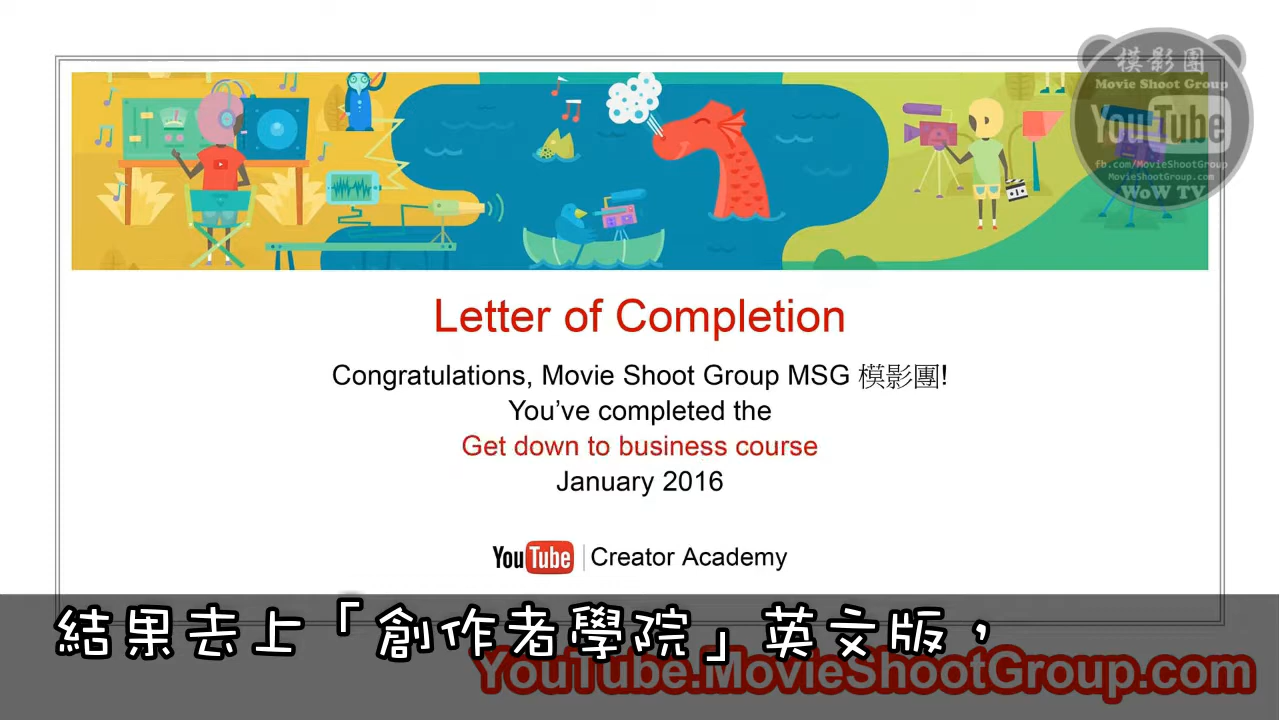 模影團
Movie Shoot Group
YouTube
fb.com/MovieShootGroup
MovieShootGroup.com
WoW TV
Letter of Completion
Congratulations, Movie Shoot Group MSG 模影團!
You’ve completed the
Get down to business course
January 2016
YouTube Creator Academy
結果去上「創作者學院」英文版，
YouTube.MovieShootGroup.com